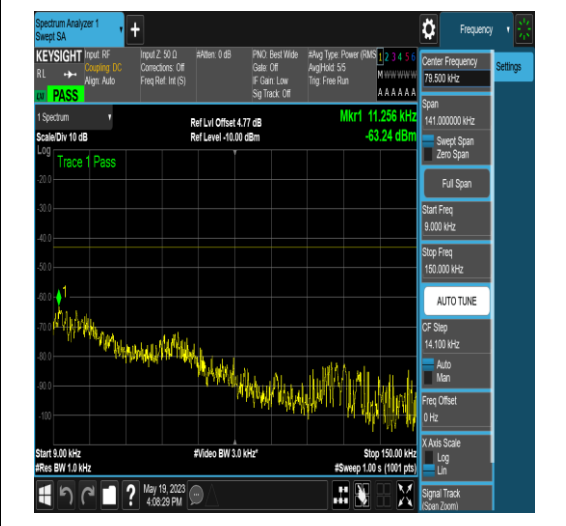 Spectrum Analyzer 1
Swept SA
+
Frequency
KEYSIGHT
RL
PASS
Input: RF
Coupling: DC
Align: Auto
Input Z: 50 Ω
Corrections: Off
Freq Ref: Int (S)
#Atten: 0 dB
PNO: Best Wide
Gate: Off
IF Gain: Low
Sig Track: Off
#Avg Type: Power (RMS
Avg|Hold: 5/5
Trig: Free Run
1 2 3 4 5 6
M W W W W W
A A A A A A
1 Spectrum
Scale/Div 10 dB
Ref Lvl Offset 4.77 dB
Ref Level -10.00 dBm
Mkr1 11.256 kHz
-63.24 dBm
Log
Trace 1 Pass
-20.0
-30.0
-40.0
-50.0
-60.0
-70.0
-80.0
-90.0
-100
1
Start 9.00 kHz
#Res BW 1.0 kHz
#Video BW 3.0 kHz*
Stop 150.00 kHz
#Sweep 1.00 s (1001 pts)
May 19, 2023
4:08:29 PM
?
Center Frequency
79.500 kHz
Settings
Span
141.000000 kHz
Swept Span
Zero Span
Full Span
Start Freq
9.000 kHz
Stop Freq
150.000 kHz
AUTO TUNE
CF Step
14.100 kHz
Auto
Man
Freq Offset
0 Hz
X Axis Scale
Log
Lin
Signal Track
(Span Zoom)